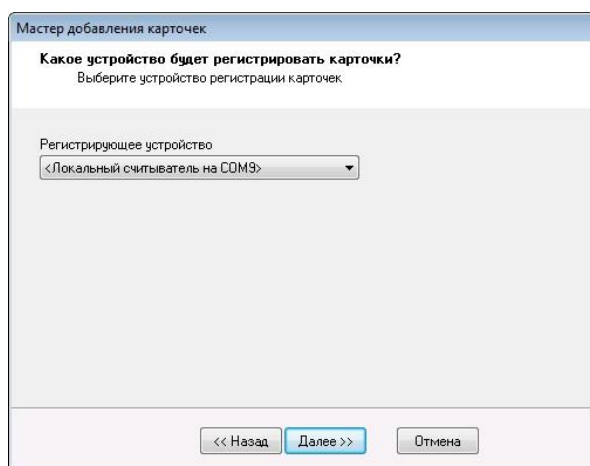 Мастер добавления карточек
Какое устройство будет регистрировать карточки?
Выберите устройство регистрации карточек
Регистрирующее устройство
<Локальный считыватель на COM9>
<< Назад Далее >> Отмена